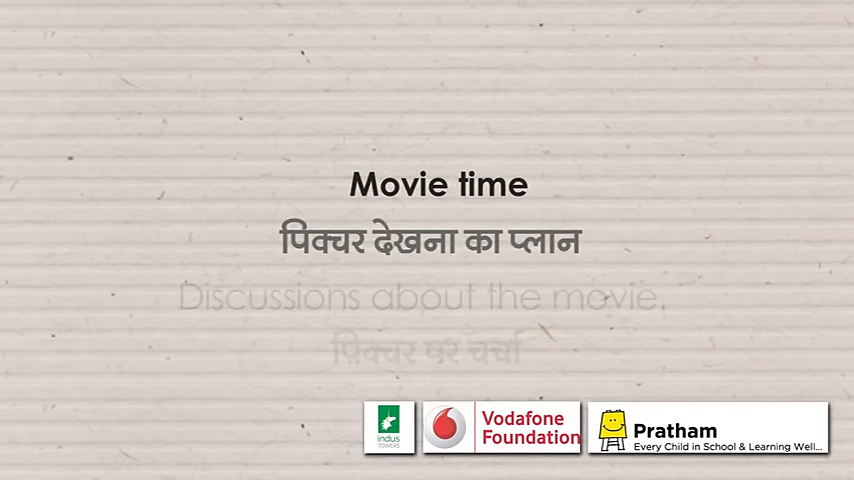 Movie time
पिक्चर देखना का प्लान
Discussions about the movie.
पिक्चर पर चर्चा
indus
TOWERS
Vodafone
Foundation
Pratham
Every Child in School & Learning Well...